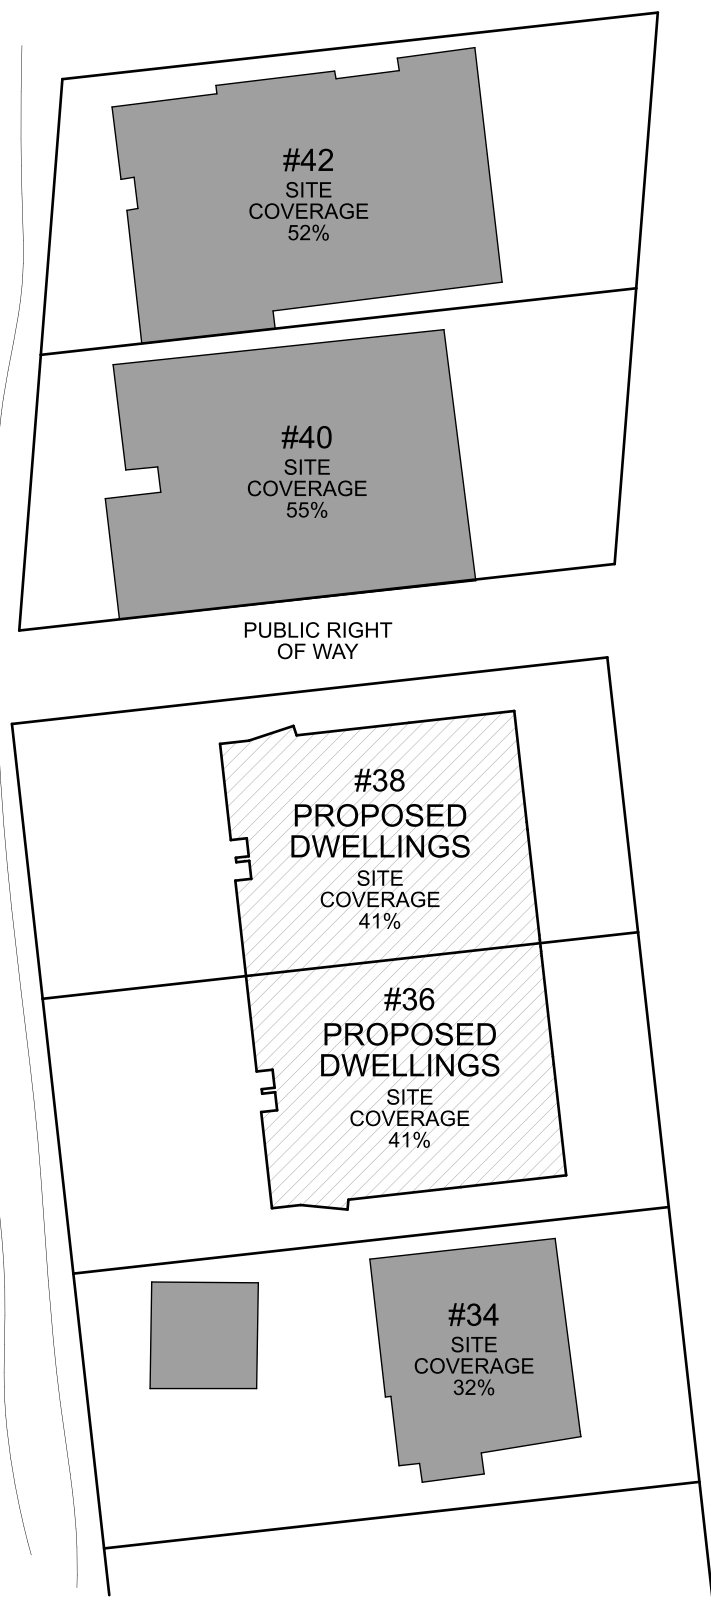 #42
SITE
COVERAGE
52%
#40
SITE
COVERAGE
55%
PUBLIC RIGHT
OF WAY
#38
PROPOSED
DWELLINGS
SITE
COVERAGE
41%
#36
PROPOSED
DWELLINGS
SITE
COVERAGE
41%
#34
SITE
COVERAGE
32%